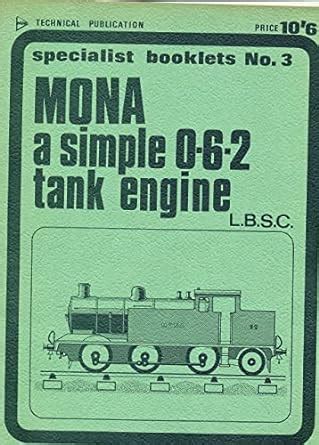 TECHNICAL PUBLICATION
PRICE 10'6
specialist booklets No.3
MONA
a simple 0-6-2
tank engine
L.B.S.C.